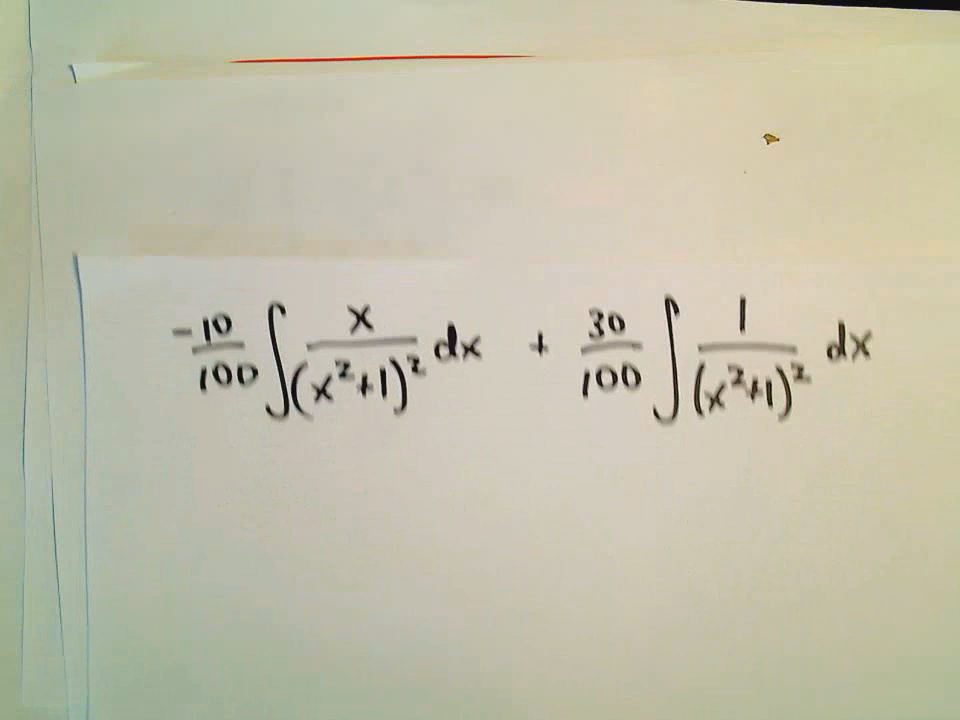 -10/100 ∫ x/(x²+1)² dx + 30/100 ∫ 1/(x²+1)² dx